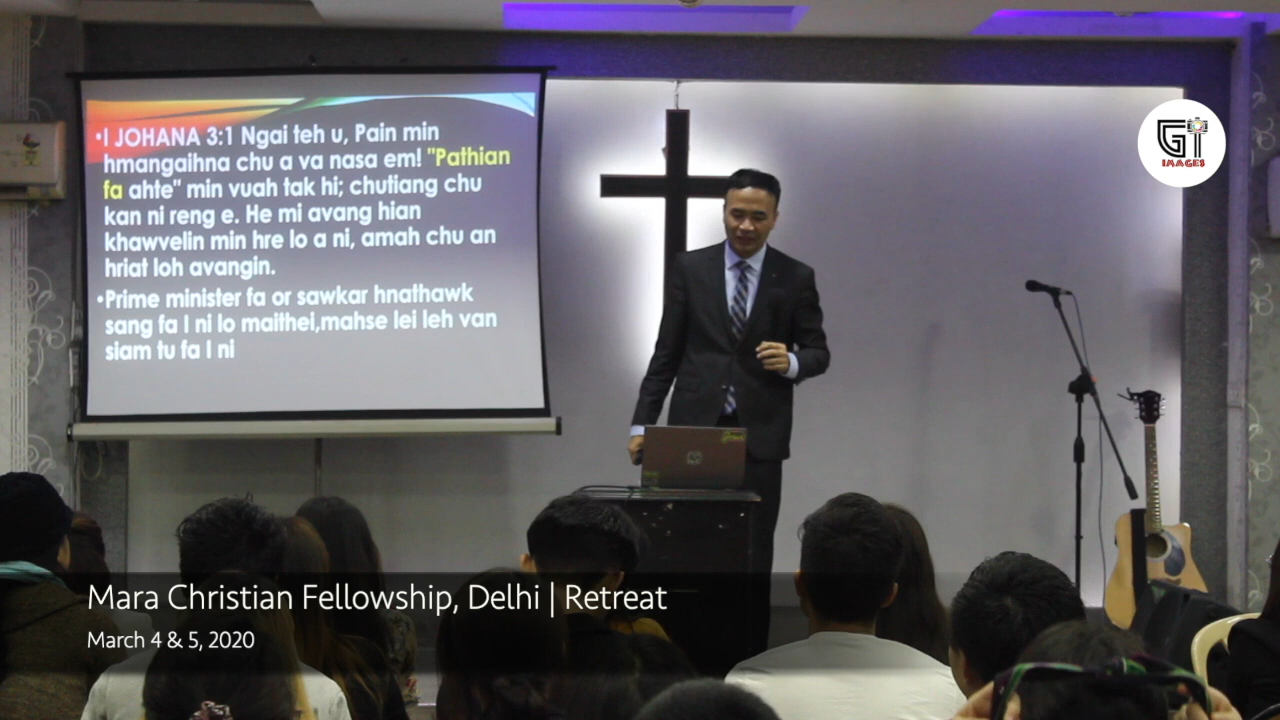 •I JOHANA 3:1 Ngai teh u, Pain min
hmangaihna chu a va nasa em! "Pathian
fa ahte" min vuah tak hi; chutiang chu
kan ni reng e. He mi avang hian
khawvelin min hre lo a ni, amah chu an
hriat loh avangin.
•Prime minister fa or sawkar hnathawk
sang fa I ni lo maithei,mahse lei leh van
siam tu fa I ni
GT
IMAGES
Mara Christian Fellowship, Delhi | Retreat
March 4 & 5, 2020